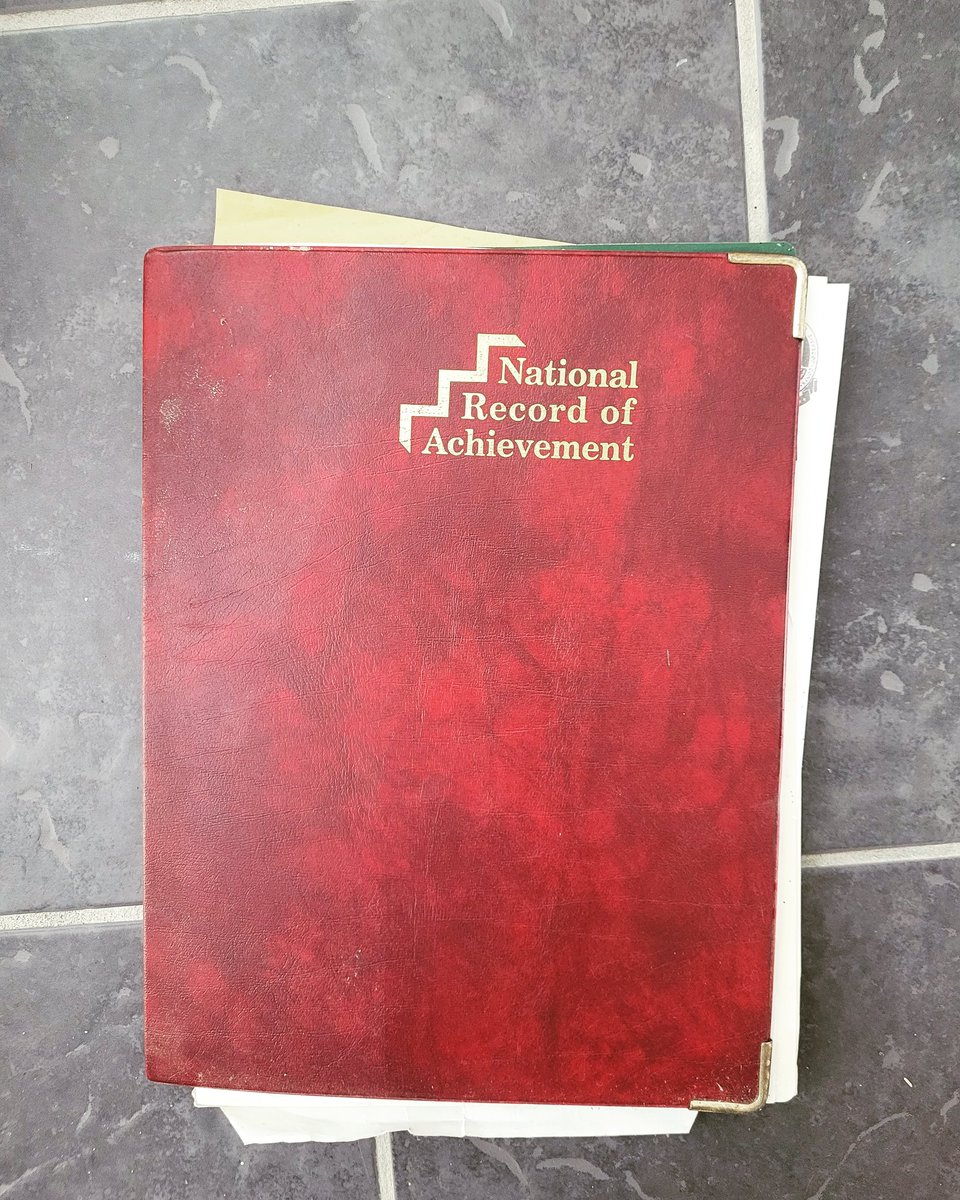 National
Record of
Achievement